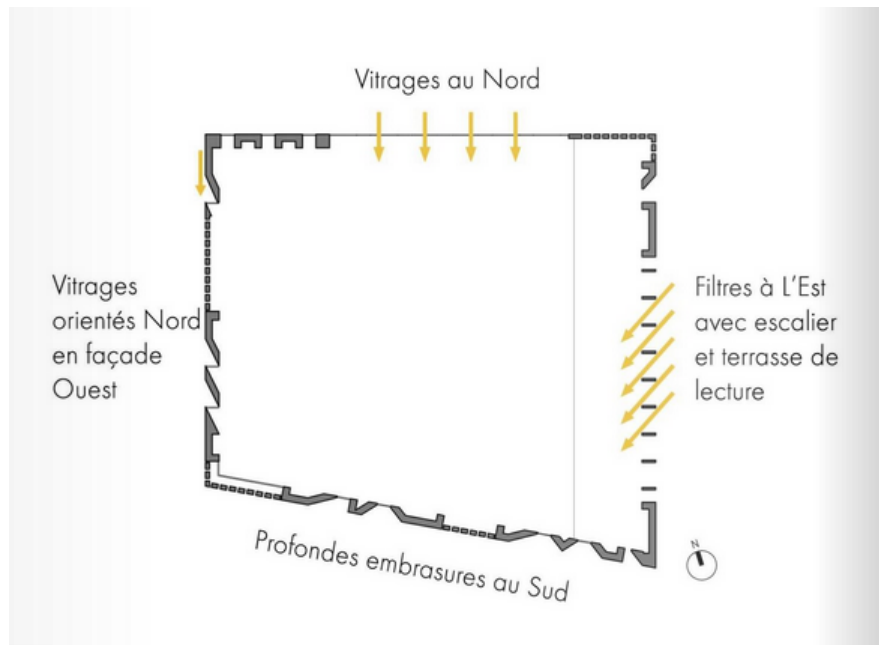 Vitrages au Nord
Vitrages
orientés Nord
en façade
Ouest
Filtres à L'Est
avec escalier
et terrasse de
lecture
Profondes embrasures au Sud
N